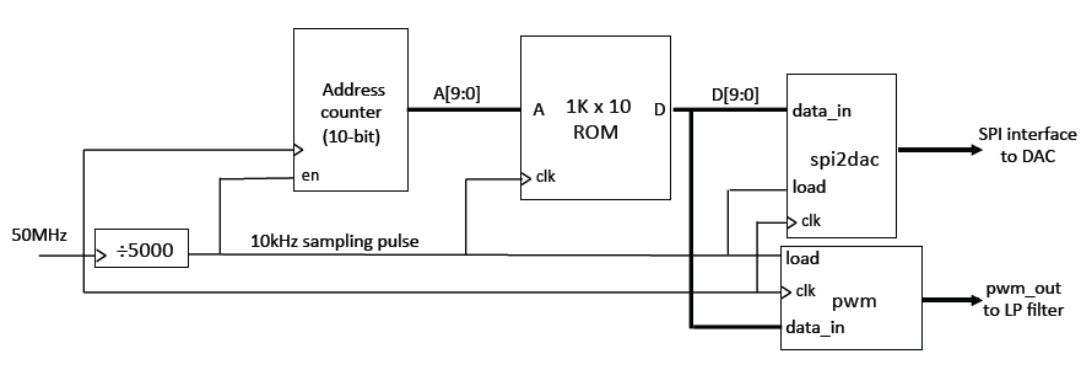 Address
counter
(10-bit)
en
A[9:0]
A
1K x 10
ROM
D
clk
D[9:0]
data_in
spi2dac
load
clk
SPI interface
to DAC
50MHz
÷5000
10kHz sampling pulse
load
clk
pwm
data_in
pwm_out
to LP filter